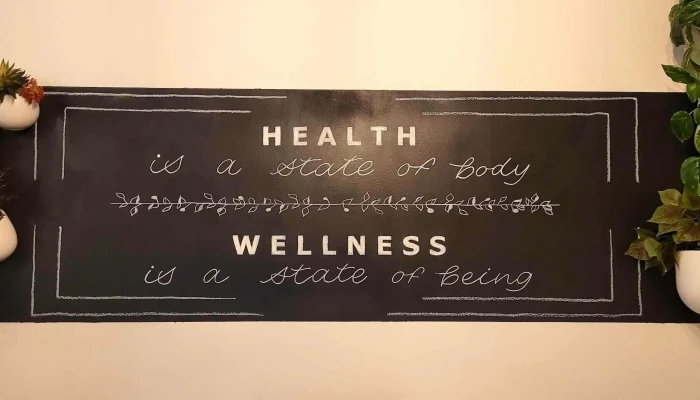 HEALTH
is a state of body
WELLNESS
is a state of being